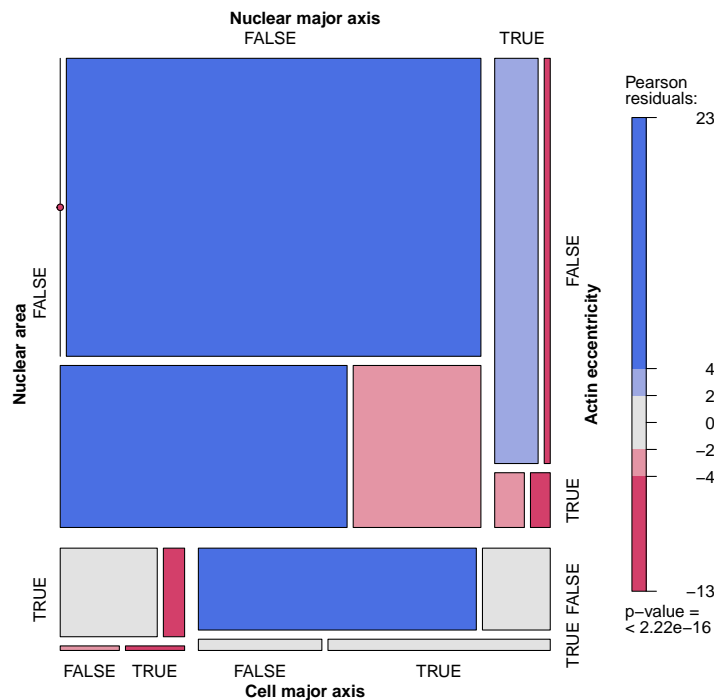 Nuclear major axis
FALSE TRUE
Pearson
residuals:
23
4
2
0
−2
−4
−13
p−value =
< 2.22e−16
Nuclear area
FALSE
TRUE
Actin eccentricity
FALSE
TRUE
FALSE
TRUE
FALSE TRUE FALSE TRUE
Cell major axis